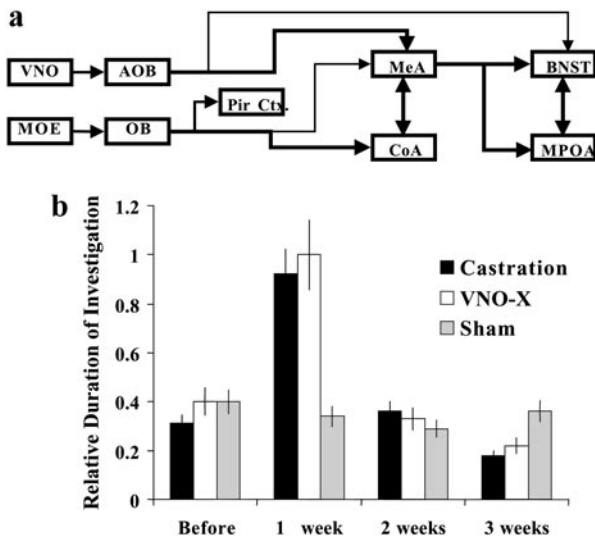 a
VNO AOB MeA BNST
Pir Ctx.
MOE OB CoA MPOA
b
Relative Duration of Investigation
1.2
1
0.8
0.6
0.4
0.2
0
Castration
VNO-X
Sham
Before 1 week 2 weeks 3 weeks